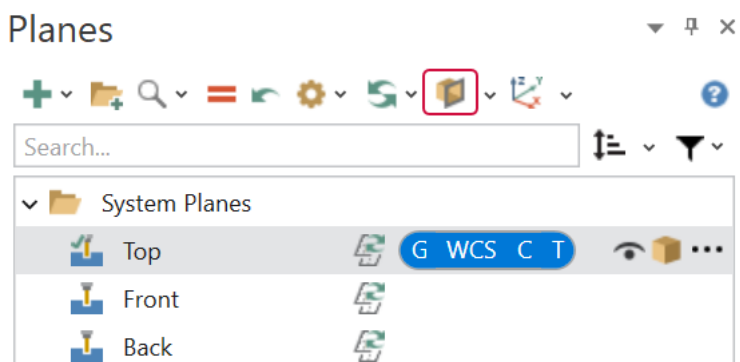 Planes
Search...
System Planes
Top G WCS C T
Front
Back